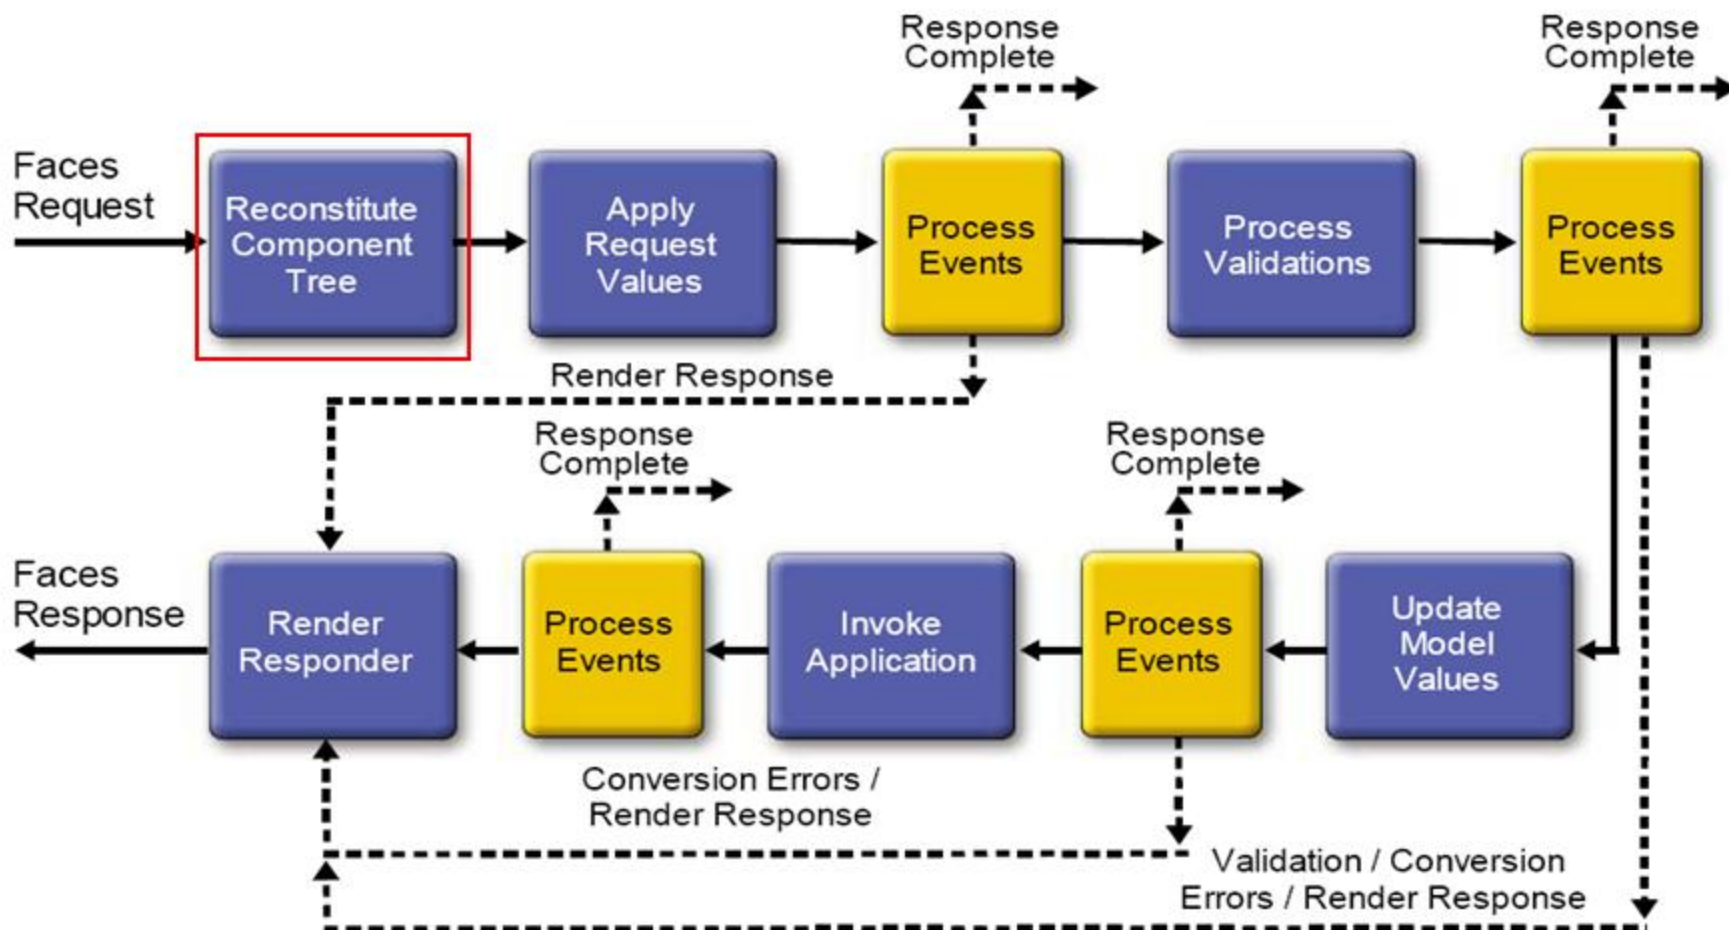 Response
Complete
Response
Complete
Faces
Request
Reconstitute
Component
Tree
Apply
Request
Values
Process
Events
Process
Validations
Process
Events
Render Response
Response
Complete
Response
Complete
Faces
Response
Render
Responder
Process
Events
Invoke
Application
Process
Events
Update
Model
Values
Conversion Errors /
Render Response
Validation / Conversion
Errors / Render Response